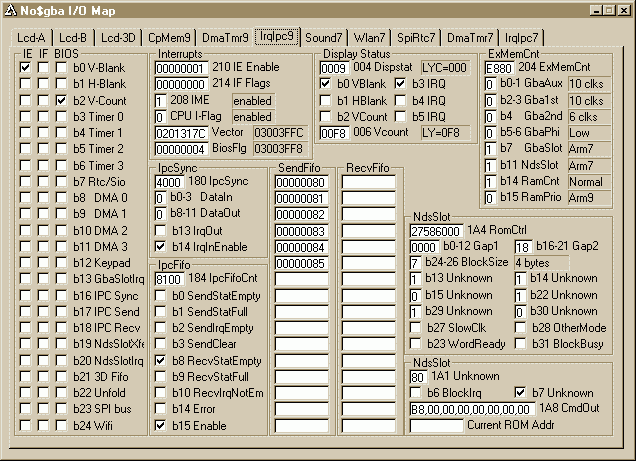 No$gba I/O Map
Lcd-A Lcd-B Lcd-3D CpMem9 DmaTmr9 IrqIpc9 Sound7 Wlan7 SpiRtc7 DmaTmr7 IrqIpc7
IE IF BIOS
b0 V-Blank
b1 H-Blank
b2 V-Count
b3 Timer 0
b4 Timer 1
b5 Timer 2
b6 Timer 3
b7 Rtc/Sio
b8 DMA 0
b9 DMA 1
b10 DMA 2
b11 DMA 3
b12 Keypad
b13 GbaSlotIrq
b16 IPC Sync
b17 IPC Send
b18 IPC Recv
b19 NdsSlotXfe
b20 NdsSlotIrq
b21 3D Fifo
b22 Unfold
b23 SPI bus
b24 Wifi
Interrupts
00000001 210 IE Enable
00000000 214 IF Flags
1 208 IME enabled
0 CPU I-Flag enabled
0201317C Vector 03003FFC
00000004 BiosFlg 03003FF8
Display Status
0009 004 Dispstat LYC=000
b0 VBlank b3 IRQ
b1 HBlank b4 IRQ
b2 VCount b5 IRQ
00F8 006 Vcount LY=0F8
ExMemCnt
E880 204 ExMemCnt
0 b0-1 GbaAux 10 clks
0 b2-3 Gba1st 10 clks
0 b4 Gba2nd 6 clks
0 b5-6 GbaPhi Low
1 b7 GbaSlot Arm7
1 b11 NdsSlot Arm7
1 b14 RamCnt Normal
1 b15 RamPrio Arm9
IpcSync
4000 180 IpcSync
0 b0-3 DataIn
0 b8-11 DataOut
b13 IrqOut
b14 IrqInEnable
IpcFifo
8100 184 IpcFifoCnt
b0 SendStatEmpty
b1 SendStatFull
b2 SendIrqEmpty
b3 SendClear
b8 RecvStatEmpty
b9 RecvStatFull
b10 RecvIrqNotEm
b14 Error
b15 Enable
SendFifo
00000080
00000081
00000082
00000083
00000084
00000085
RecvFifo
NdsSlot
27586000 1A4 RomCtrl
0000 b0-12 Gap1 18 b16-21 Gap2
7 b24-26 BlockSize 4 bytes
1 b13 Unknown 1 b14 Unknown
0 b15 Unknown 1 b22 Unknown
1 b29 Unknown 0 b30 Unknown
b27 SlowClk b28 OtherMode
b23 WordReady b31 BlockBusy
NdsSlot
80 1A1 Unknown
b6 BlockIrq b7 Unknown
B8,00,00,00,00,00,00,00 1A8 CmdOut
Current ROM Addr